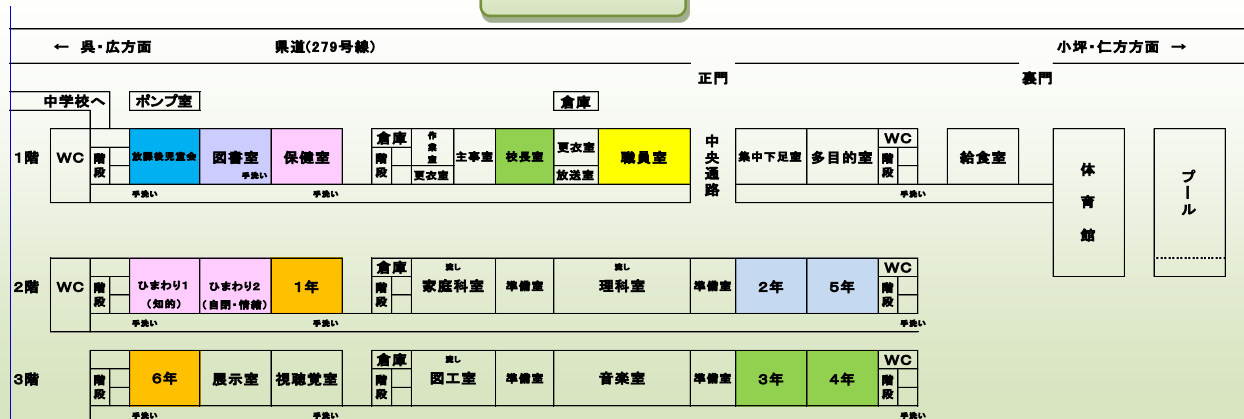 ← 呉・広方面 県道(279号線) 小坪・仁方方面 →
正門 裏門
中学校へ ポンプ室 倉庫
1階 WC 階段 放課後児童会 図書室 手洗い 保健室 倉庫 階段 作業室 更衣室 主事室 校長室 更衣室 放送室 職員室 中央通路 集中下足室 多目的室 WC 階段 給食室 体育館 プール
手洗い 手洗い 手洗い
2階 WC 階段 ひまわり1 (知的) ひまわり2 (自閉・情緒) 1年 倉庫 階段 流し 家庭科室 準備室 流し 理科室 準備室 2年 5年 WC 階段
手洗い 手洗い 手洗い
3階 階段 6年 展示室 視聴覚室 倉庫 階段 流し 図工室 準備室 音楽室 準備室 3年 4年 WC 階段
手洗い 手洗い 手洗い